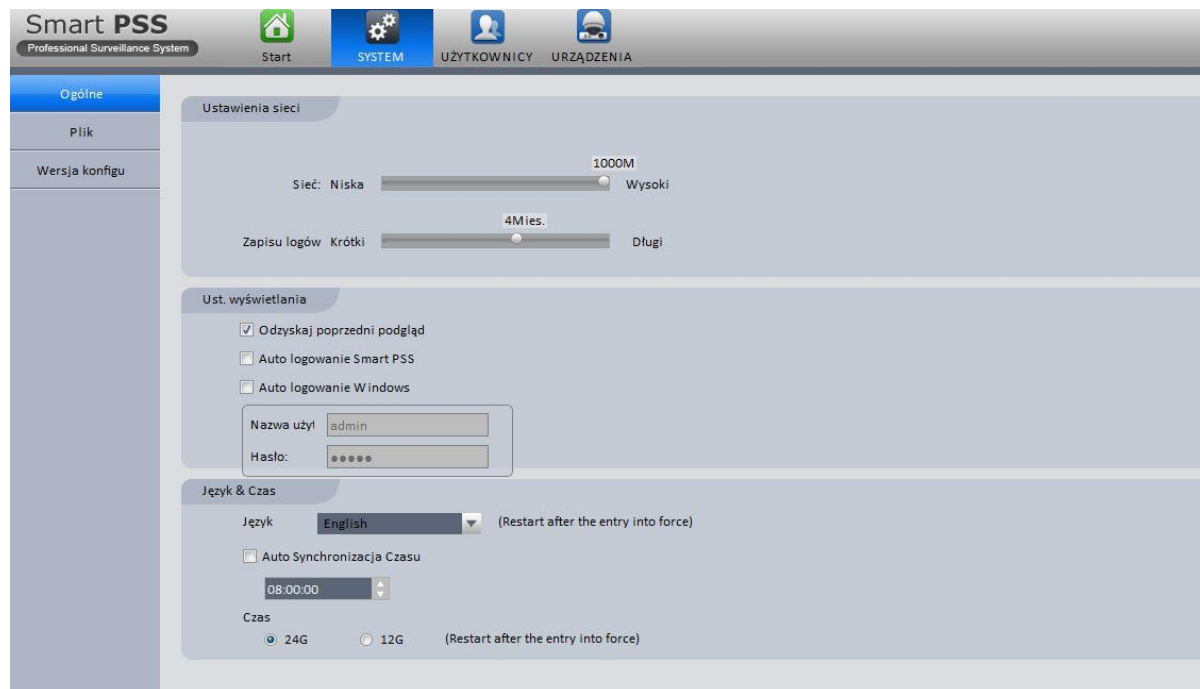 Smart PSS
Professional Surveillance System
Start
SYSTEM
UŻYTKOWNICY
URZĄDZENIA
Ogólne
Plik
Wersja konfigu
Ustawienia sieci
1000M
Sieć: Niska Wysoki
4Mies.
Zapisu logów Krótki Długi
Ust. wyświetlania
Odzyskaj poprzedni podgląd
Auto logowanie Smart PSS
Auto logowanie Windows
Nazwa użyt admin
Hasło: •••••
Język & Czas
Język English (Restart after the entry into force)
Auto Synchronizacja Czasu
08:00:00
Czas
24G 12G (Restart after the entry into force)